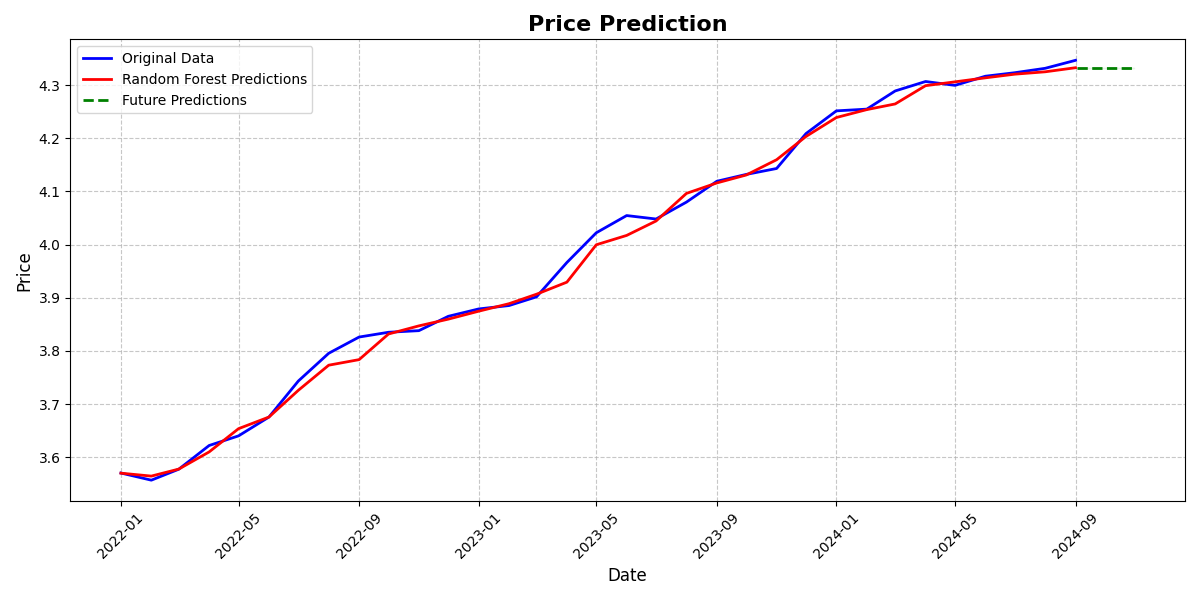 Price Prediction
Original Data
Random Forest Predictions
Future Predictions
Price
4.3
4.2
4.1
4.0
3.9
3.8
3.7
3.6
2022-01
2022-05
2022-09
2023-01
2023-05
2023-09
2024-01
2024-05
2024-09
Date